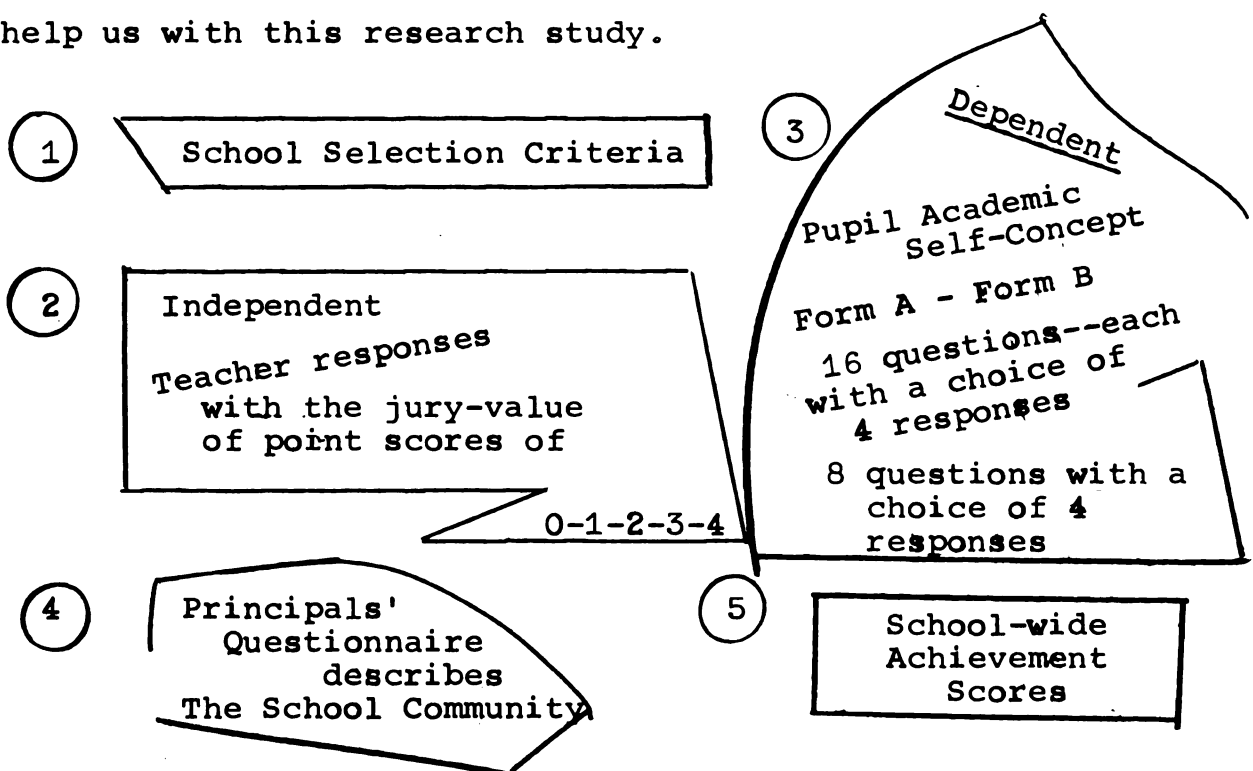 help us with this research study.
1
School Selection Criteria
2
Independent
Teacher responses
with the jury-value
of point scores of
0-1-2-3-4
3
Dependent
Pupil Academic
Self-Concept
Form A - Form B
16 questions--each
with a choice of
4 responses
8 questions with a
choice of 4
responses
4
Principals'
Questionnaire
describes
The School Community
5
School-wide
Achievement
Scores